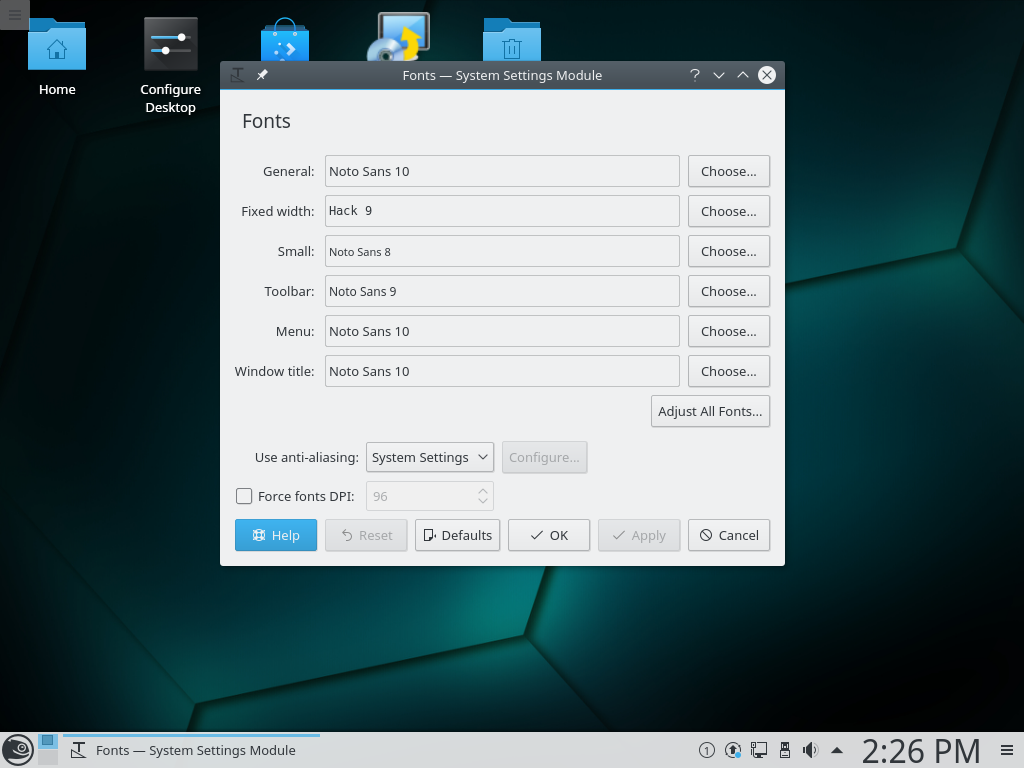 Home
Configure
Desktop
Fonts — System Settings Module
Fonts
General: Noto Sans 10 Choose...
Fixed width: Hack 9 Choose...
Small: Noto Sans 8 Choose...
Toolbar: Noto Sans 9 Choose...
Menu: Noto Sans 10 Choose...
Window title: Noto Sans 10 Choose...
Adjust All Fonts...
Use anti-aliasing: System Settings Configure...
Force fonts DPI: 96
Help Reset Defaults OK Apply Cancel
Fonts — System Settings Module 1 2:26 PM